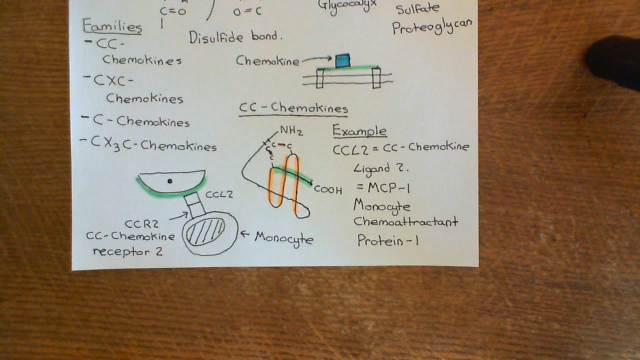 C=O
O=C
Glycocalyx
Sulfate
Proteoglycan
Families
Disulfide bond.
- CC-
Chemokines
- CXC-
Chemokines
- C-Chemokines
- CX3C-Chemokines
Chemokine
CC-Chemokines
NH2
C-C
C
COOH
Example
CCL2 = CC-Chemokine
Ligand 2.
= MCP-1
Monocyte
Chemoattractant
Protein-1
CCL2
CCR2
CC-Chemokine
receptor 2
Monocyte